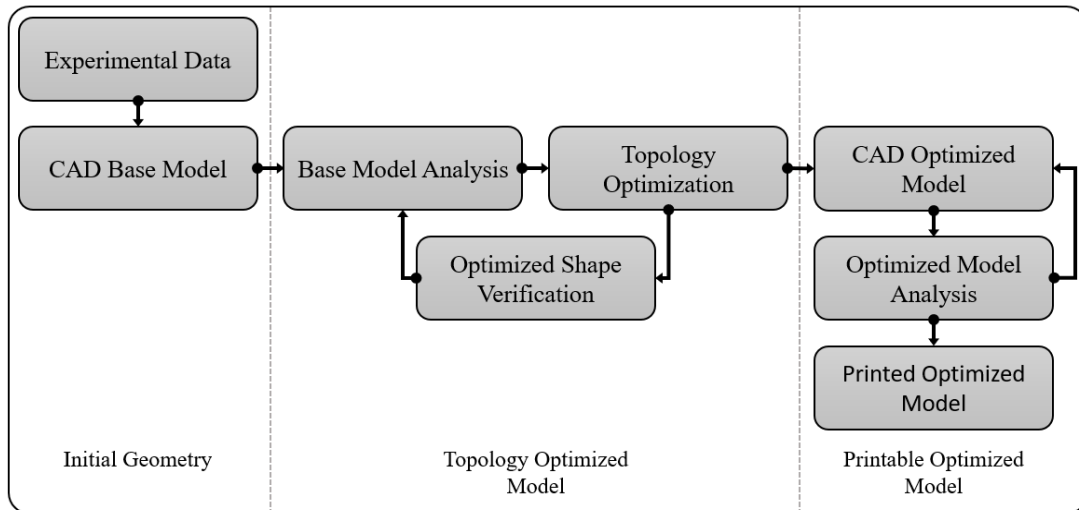 Experimental Data
CAD Base Model
Base Model Analysis
Topology
Optimization
Optimized Shape
Verification
CAD Optimized
Model
Optimized Model
Analysis
Printed Optimized
Model
Initial Geometry
Topology Optimized
Model
Printable Optimized
Model